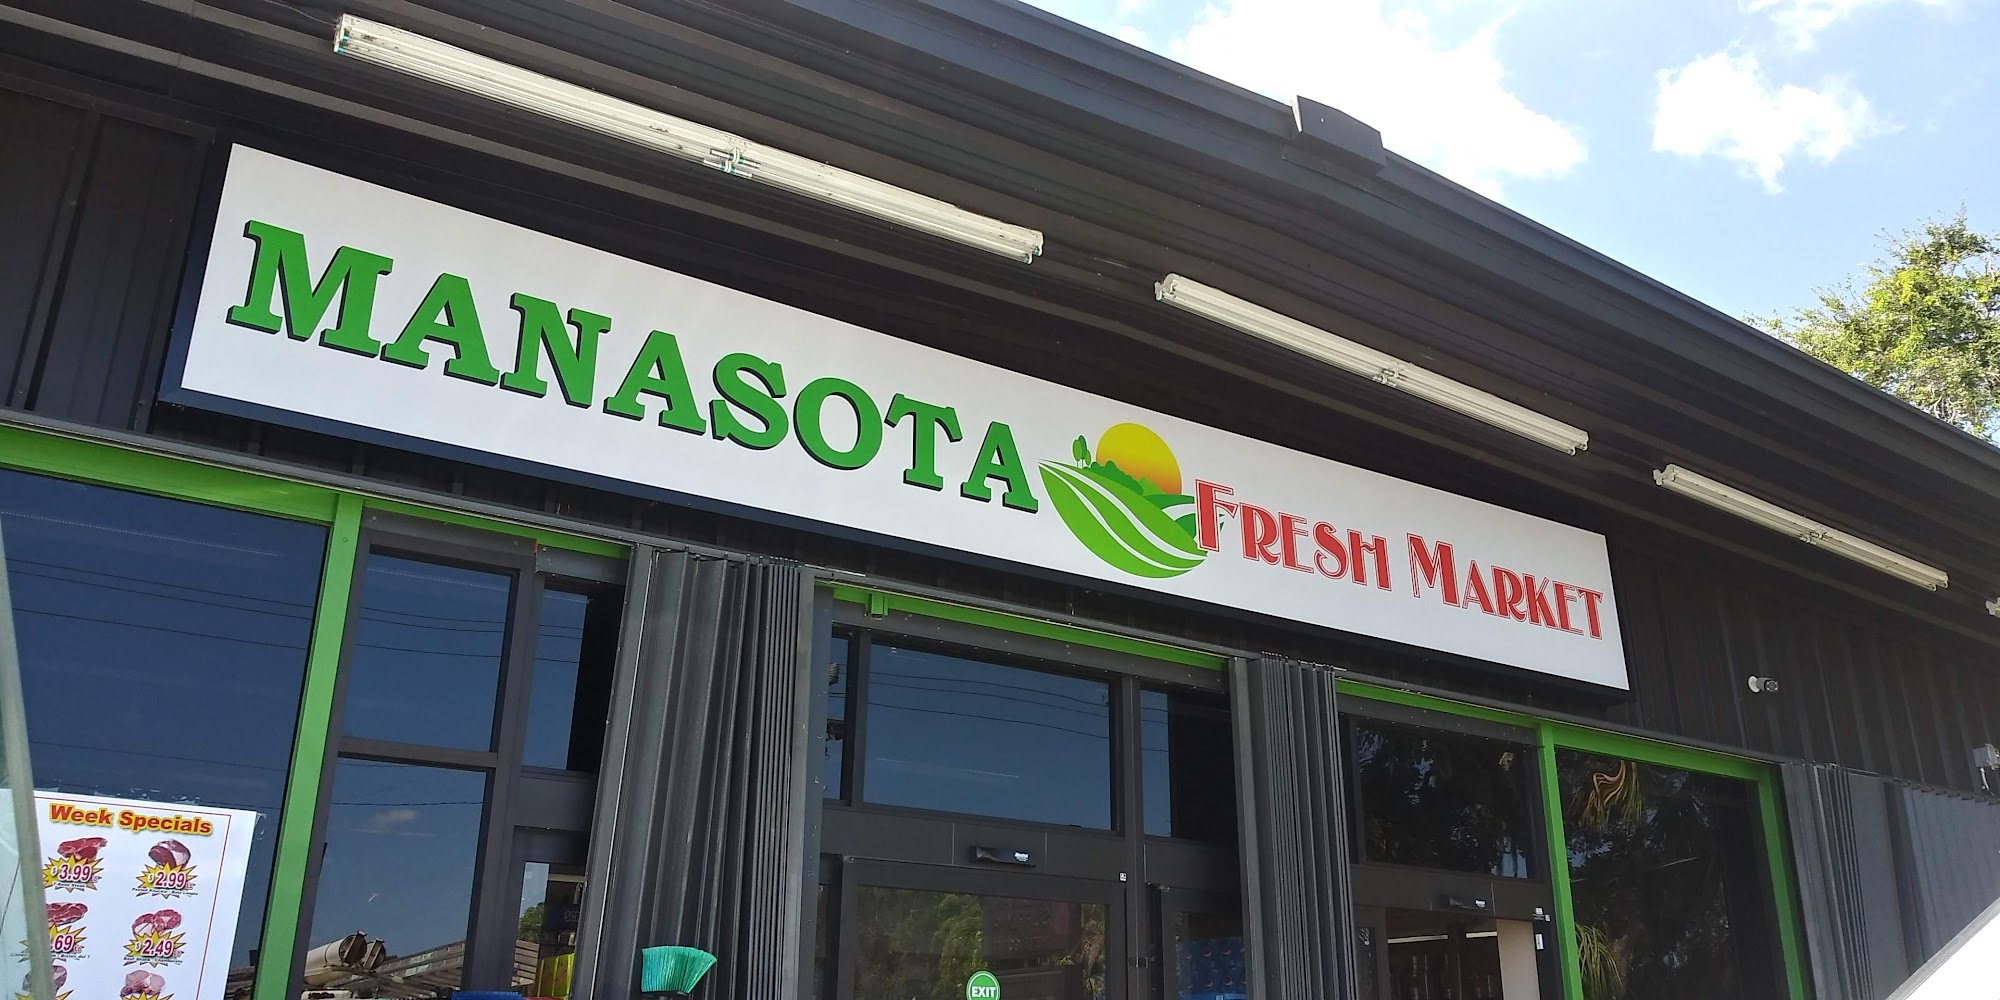 MANASOTA FRESH MARKET
Week Specials
$3.99
$2.99
.69
$2.49
EXIT